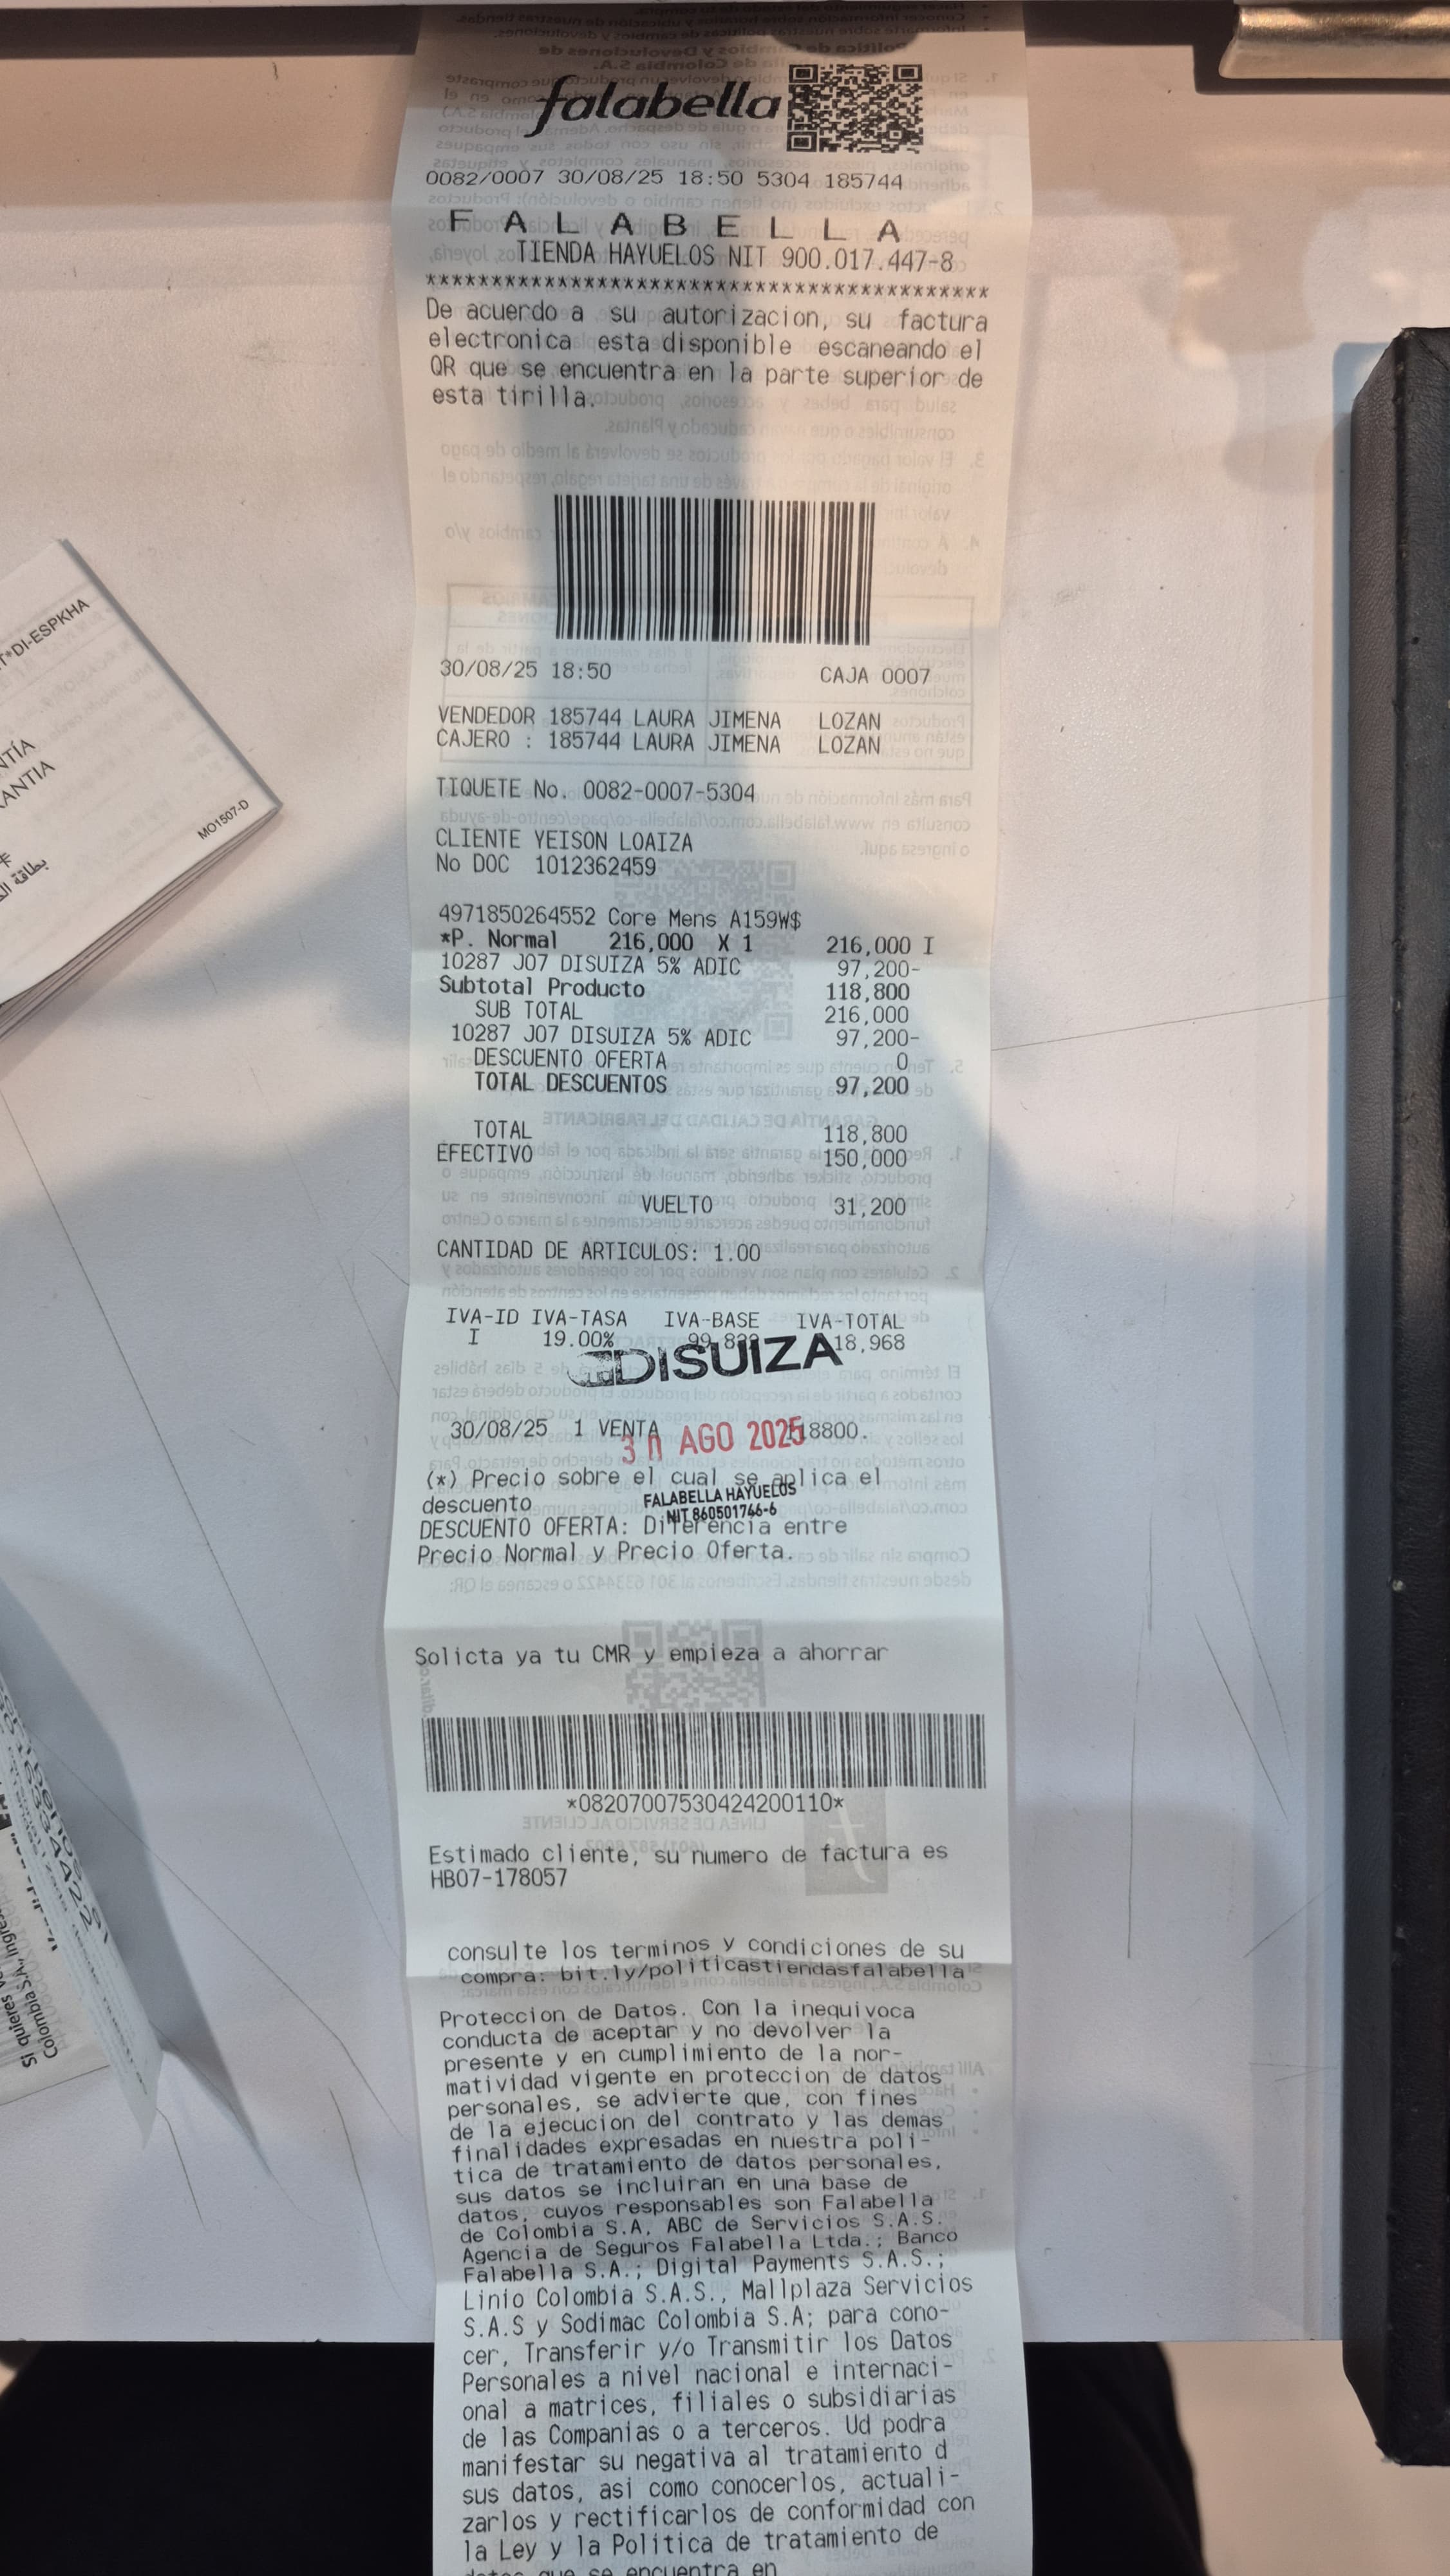 falabella
0082/0007 30/08/25 18:50 5304 185744
F A L A B E L L A
TIENDA HAYUELOS NIT 900.017.447-8
*******************************************
De acuerdo a su autorizacion, su factura
electronica esta disponible escaneando el
QR que se encuentra en la parte superior de
esta tirilla.
30/08/25 18:50 CAJA 0007
VENDEDOR 185744 LAURA JIMENA LOZAN
CAJERO : 185744 LAURA JIMENA LOZAN
TIQUETE No. 0082-0007-5304
CLIENTE YEISON LOAIZA
No DOC 1012362459
4971850264552 Core Mens A159W$
*P. Normal 216,000 X 1 216,000 I
10287 J07 DISUIZA 5% ADIC 97,200-
Subtotal Producto 118,800
SUB TOTAL 216,000
10287 J07 DISUIZA 5% ADIC 97,200-
DESCUENTO OFERTA 0
TOTAL DESCUENTOS 97,200
TOTAL 118,800
EFECTIVO 150,000
VUELTO 31,200
CANTIDAD DE ARTICULOS: 1.00
IVA-ID IVA-TASA IVA-BASE IVA-TOTAL
I 19.00% 18,968
DISUIZA
30/08/25 1 VENTA 118800.
30 AGO 2025
(*) Precio sobre el cual se aplica el
descuento
FALABELLA HAYUELOS
NIT 860501746-6
DESCUENTO OFERTA: Diferencia entre
Precio Normal y Precio Oferta.
Solicta ya tu CMR y empieza a ahorrar
*08207007530424200110*
Estimado cliente, su numero de factura es
HB07-178057
consulte los terminos y condiciones de su
compra: bit.ly/politicastiendasfalabella
Proteccion de Datos. Con la inequivoca
conducta de aceptar y no devolver la
presente y en cumplimiento de la nor-
matividad vigente en proteccion de datos
personales, se advierte que, con fines
de la ejecucion del contrato y las demas
finalidades expresadas en nuestra poli-
tica de tratamiento de datos personales,
sus datos se incluiran en una base de
datos, cuyos responsables son Falabella
de Colombia S.A, ABC de Servicios S.A.S.
Agencia de Seguros Falabella Ltda.; Banco
Falabella S.A.; Digital Payments S.A.S.;
Linio Colombia S.A.S., Mallplaza Servicios
S.A.S y Sodimac Colombia S.A; para cono-
cer, Transferir y/o Transmitir los Datos
Personales a nivel nacional e internaci-
onal a matrices, filiales o subsidiarias
de las Companias o a terceros. Ud podra
manifestar su negativa al tratamiento d
sus datos, asi como conocerlos, actuali-
zarlos y rectificarlos de conformidad con
la Ley y la Politica de tratamiento de
datos que se encuentra en
T*DI-ESPKHA
MO1507-D
Si quieres
Colombia S.A., ingres